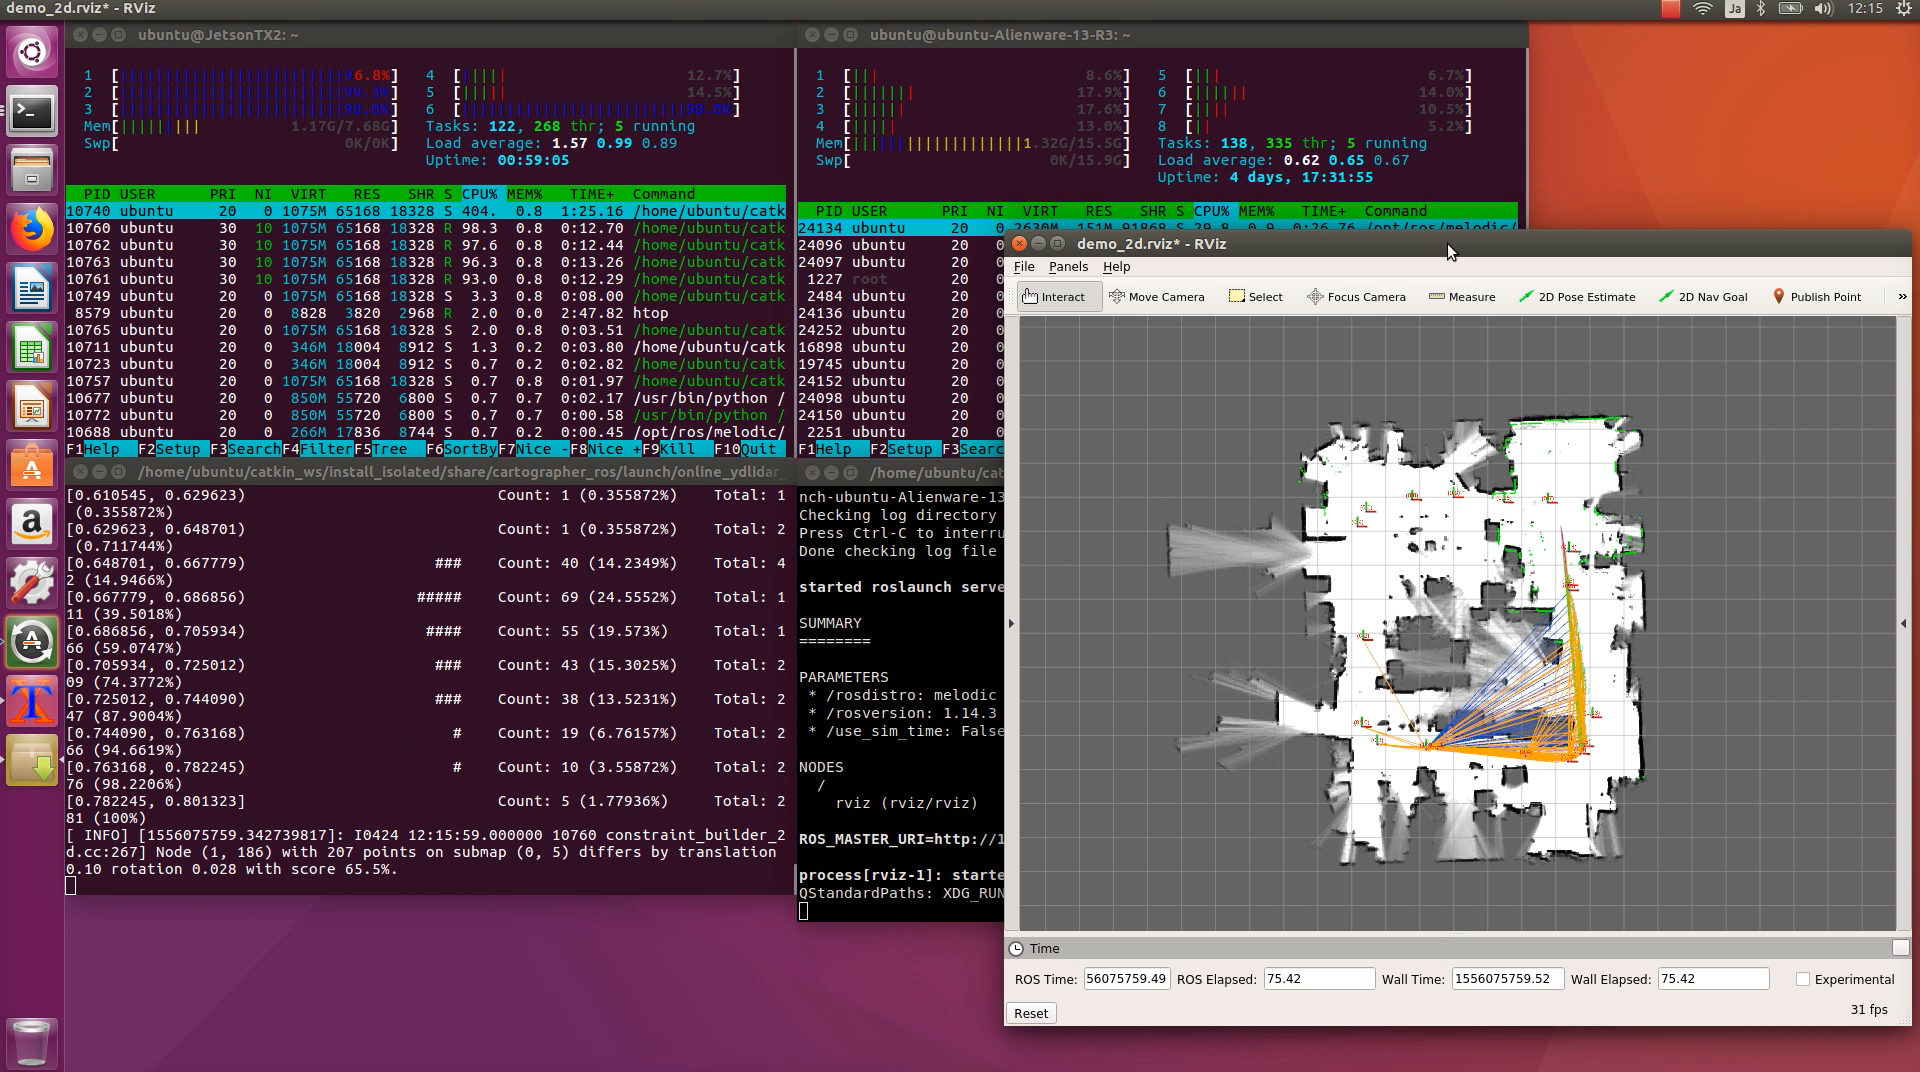 demo_2d.rviz* - RViz
Ja
12:15
ubuntu@JetsonTX2: ~
1 [ 96.8%] 4 [ 12.7%]
2 [ 99.3%] 5 [ 14.5%]
3 [ 98.0%] 6 [ 98.0%]
Mem[ 1.17G/7.68G] Tasks: 122, 268 thr; 5 running
Swp[ 0K/0K] Load average: 1.57 0.99 0.89
Uptime: 00:59:05
PID USER PRI NI VIRT RES SHR S CPU% MEM% TIME+ Command
10740 ubuntu 20 0 1075M 65168 18328 S 404. 0.8 1:25.16 /home/ubuntu/catk
10760 ubuntu 30 10 1075M 65168 18328 R 98.3 0.8 0:12.70 /home/ubuntu/catk
10762 ubuntu 30 10 1075M 65168 18328 R 97.6 0.8 0:12.44 /home/ubuntu/catk
10763 ubuntu 30 10 1075M 65168 18328 R 96.3 0.8 0:13.26 /home/ubuntu/catk
10761 ubuntu 30 10 1075M 65168 18328 R 93.0 0.8 0:12.29 /home/ubuntu/catk
10749 ubuntu 20 0 1075M 65168 18328 S 3.3 0.8 0:08.00 /home/ubuntu/catk
8579 ubuntu 20 0 8828 3820 2968 R 2.0 0.0 2:47.82 htop
10765 ubuntu 20 0 1075M 65168 18328 S 2.0 0.8 0:03.51 /home/ubuntu/catk
10711 ubuntu 20 0 346M 18004 8912 S 1.3 0.2 0:03.80 /home/ubuntu/catk
10723 ubuntu 20 0 346M 18004 8912 S 0.7 0.2 0:02.82 /home/ubuntu/catk
10757 ubuntu 20 0 1075M 65168 18328 S 0.7 0.8 0:01.97 /home/ubuntu/catk
10677 ubuntu 20 0 850M 55720 6800 S 0.7 0.7 0:02.17 /usr/bin/python /
10772 ubuntu 20 0 850M 55720 6800 S 0.7 0.7 0:00.58 /usr/bin/python /
10688 ubuntu 20 0 266M 17836 8744 S 0.7 0.2 0:00.45 /opt/ros/melodic/
F1Help F2Setup F3SearchF4FilterF5Tree F6SortByF7Nice -F8Nice +F9Kill F10Quit
ubuntu@ubuntu-Alienware-13-R3: ~
1 [ 8.6%] 5 [ 6.7%]
2 [ 17.9%] 6 [ 14.0%]
3 [ 17.6%] 7 [ 10.5%]
4 [ 13.0%] 8 [ 5.2%]
Mem[ 1.32G/15.5G] Tasks: 138, 335 thr; 5 running
Swp[ 0K/15.9G] Load average: 0.62 0.65 0.67
Uptime: 4 days, 17:31:55
PID USER PRI NI VIRT RES SHR S CPU% MEM% TIME+ Command
24134 ubuntu 20 0 2630M 151M 91868 S 29.8 0.9 0:26.76 /opt/ros/melodic/
24096 ubuntu 20 0
24097 ubuntu 20 0
1227 root 20 0
2484 ubuntu 20 0
24136 ubuntu 20 0
24252 ubuntu 20 0
16898 ubuntu 20 0
19745 ubuntu 20 0
24152 ubuntu 20 0
24098 ubuntu 20 0
24150 ubuntu 20 0
2251 ubuntu 20 0
F1Help F2Setup F3Searc
/home/ubuntu/catkin_ws/install_isolated/share/cartographer_ros/launch/online_ydlidar
[0.610545, 0.629623) Count: 1 (0.355872%) Total: 1
(0.355872%)
[0.629623, 0.648701) Count: 1 (0.355872%) Total: 2
(0.711744%)
[0.648701, 0.667779) ### Count: 40 (14.2349%) Total: 4
2 (14.9466%)
[0.667779, 0.686856) ##### Count: 69 (24.5552%) Total: 1
11 (39.5018%)
[0.686856, 0.705934) #### Count: 55 (19.573%) Total: 1
66 (59.0747%)
[0.705934, 0.725012) ### Count: 43 (15.3025%) Total: 2
09 (74.3772%)
[0.725012, 0.744090) ### Count: 38 (13.5231%) Total: 2
47 (87.9004%)
[0.744090, 0.763168) # Count: 19 (6.76157%) Total: 2
66 (94.6619%)
[0.763168, 0.782245) # Count: 10 (3.55872%) Total: 2
76 (98.2206%)
[0.782245, 0.801323] Count: 5 (1.77936%) Total: 2
81 (100%)
[ INFO] [1556075759.342739817]: I0424 12:15:59.000000 10760 constraint_builder_2
d.cc:267] Node (1, 186) with 207 points on submap (0, 5) differs by translation
0.10 rotation 0.028 with score 65.5%.
/home/ubuntu/cat
nch-ubuntu-Alienware-13
Checking log directory
Press Ctrl-C to interru
Done checking log file
started roslaunch serve
SUMMARY
========
PARAMETERS
* /rosdistro: melodic
* /rosversion: 1.14.3
* /use_sim_time: False
NODES
/
rviz (rviz/rviz)
ROS_MASTER_URI=http://1
process[rviz-1]: starte
QStandardPaths: XDG_RUN
demo_2d.rviz* - RViz
File Panels Help
Interact Move Camera Select Focus Camera Measure 2D Pose Estimate 2D Nav Goal Publish Point »
Time
ROS Time: 56075759.49 ROS Elapsed: 75.42 Wall Time: 1556075759.52 Wall Elapsed: 75.42 Experimental
Reset
31 fps